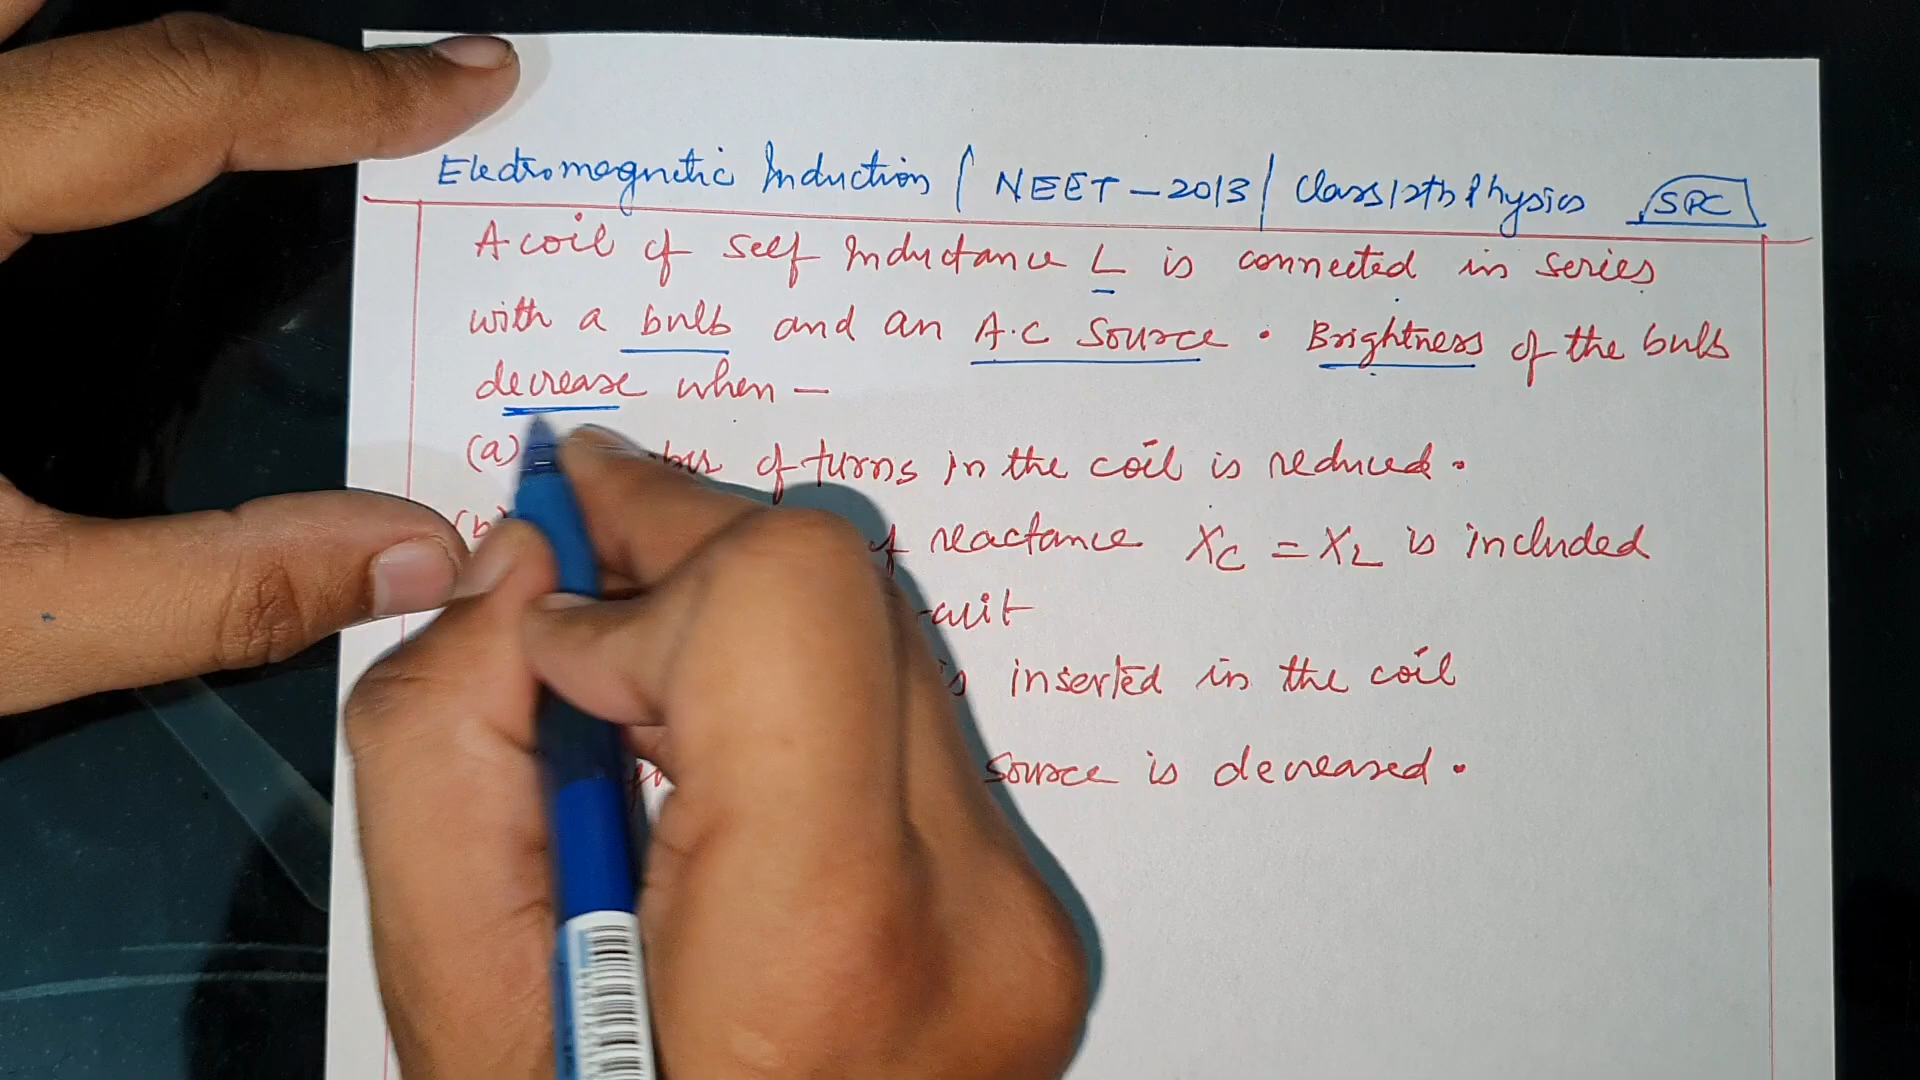 Electromagnetic Induction / NEET-2013 / Class 12th Physics SPC
A coil of self Inductance L is connected in series
with a bulb and an A.C Source. Brightness of the bulb
decrease when —
(a) of turns in the coil is reduced.
of reactance XC = XL is included
inserted in the coil
source is decreased.